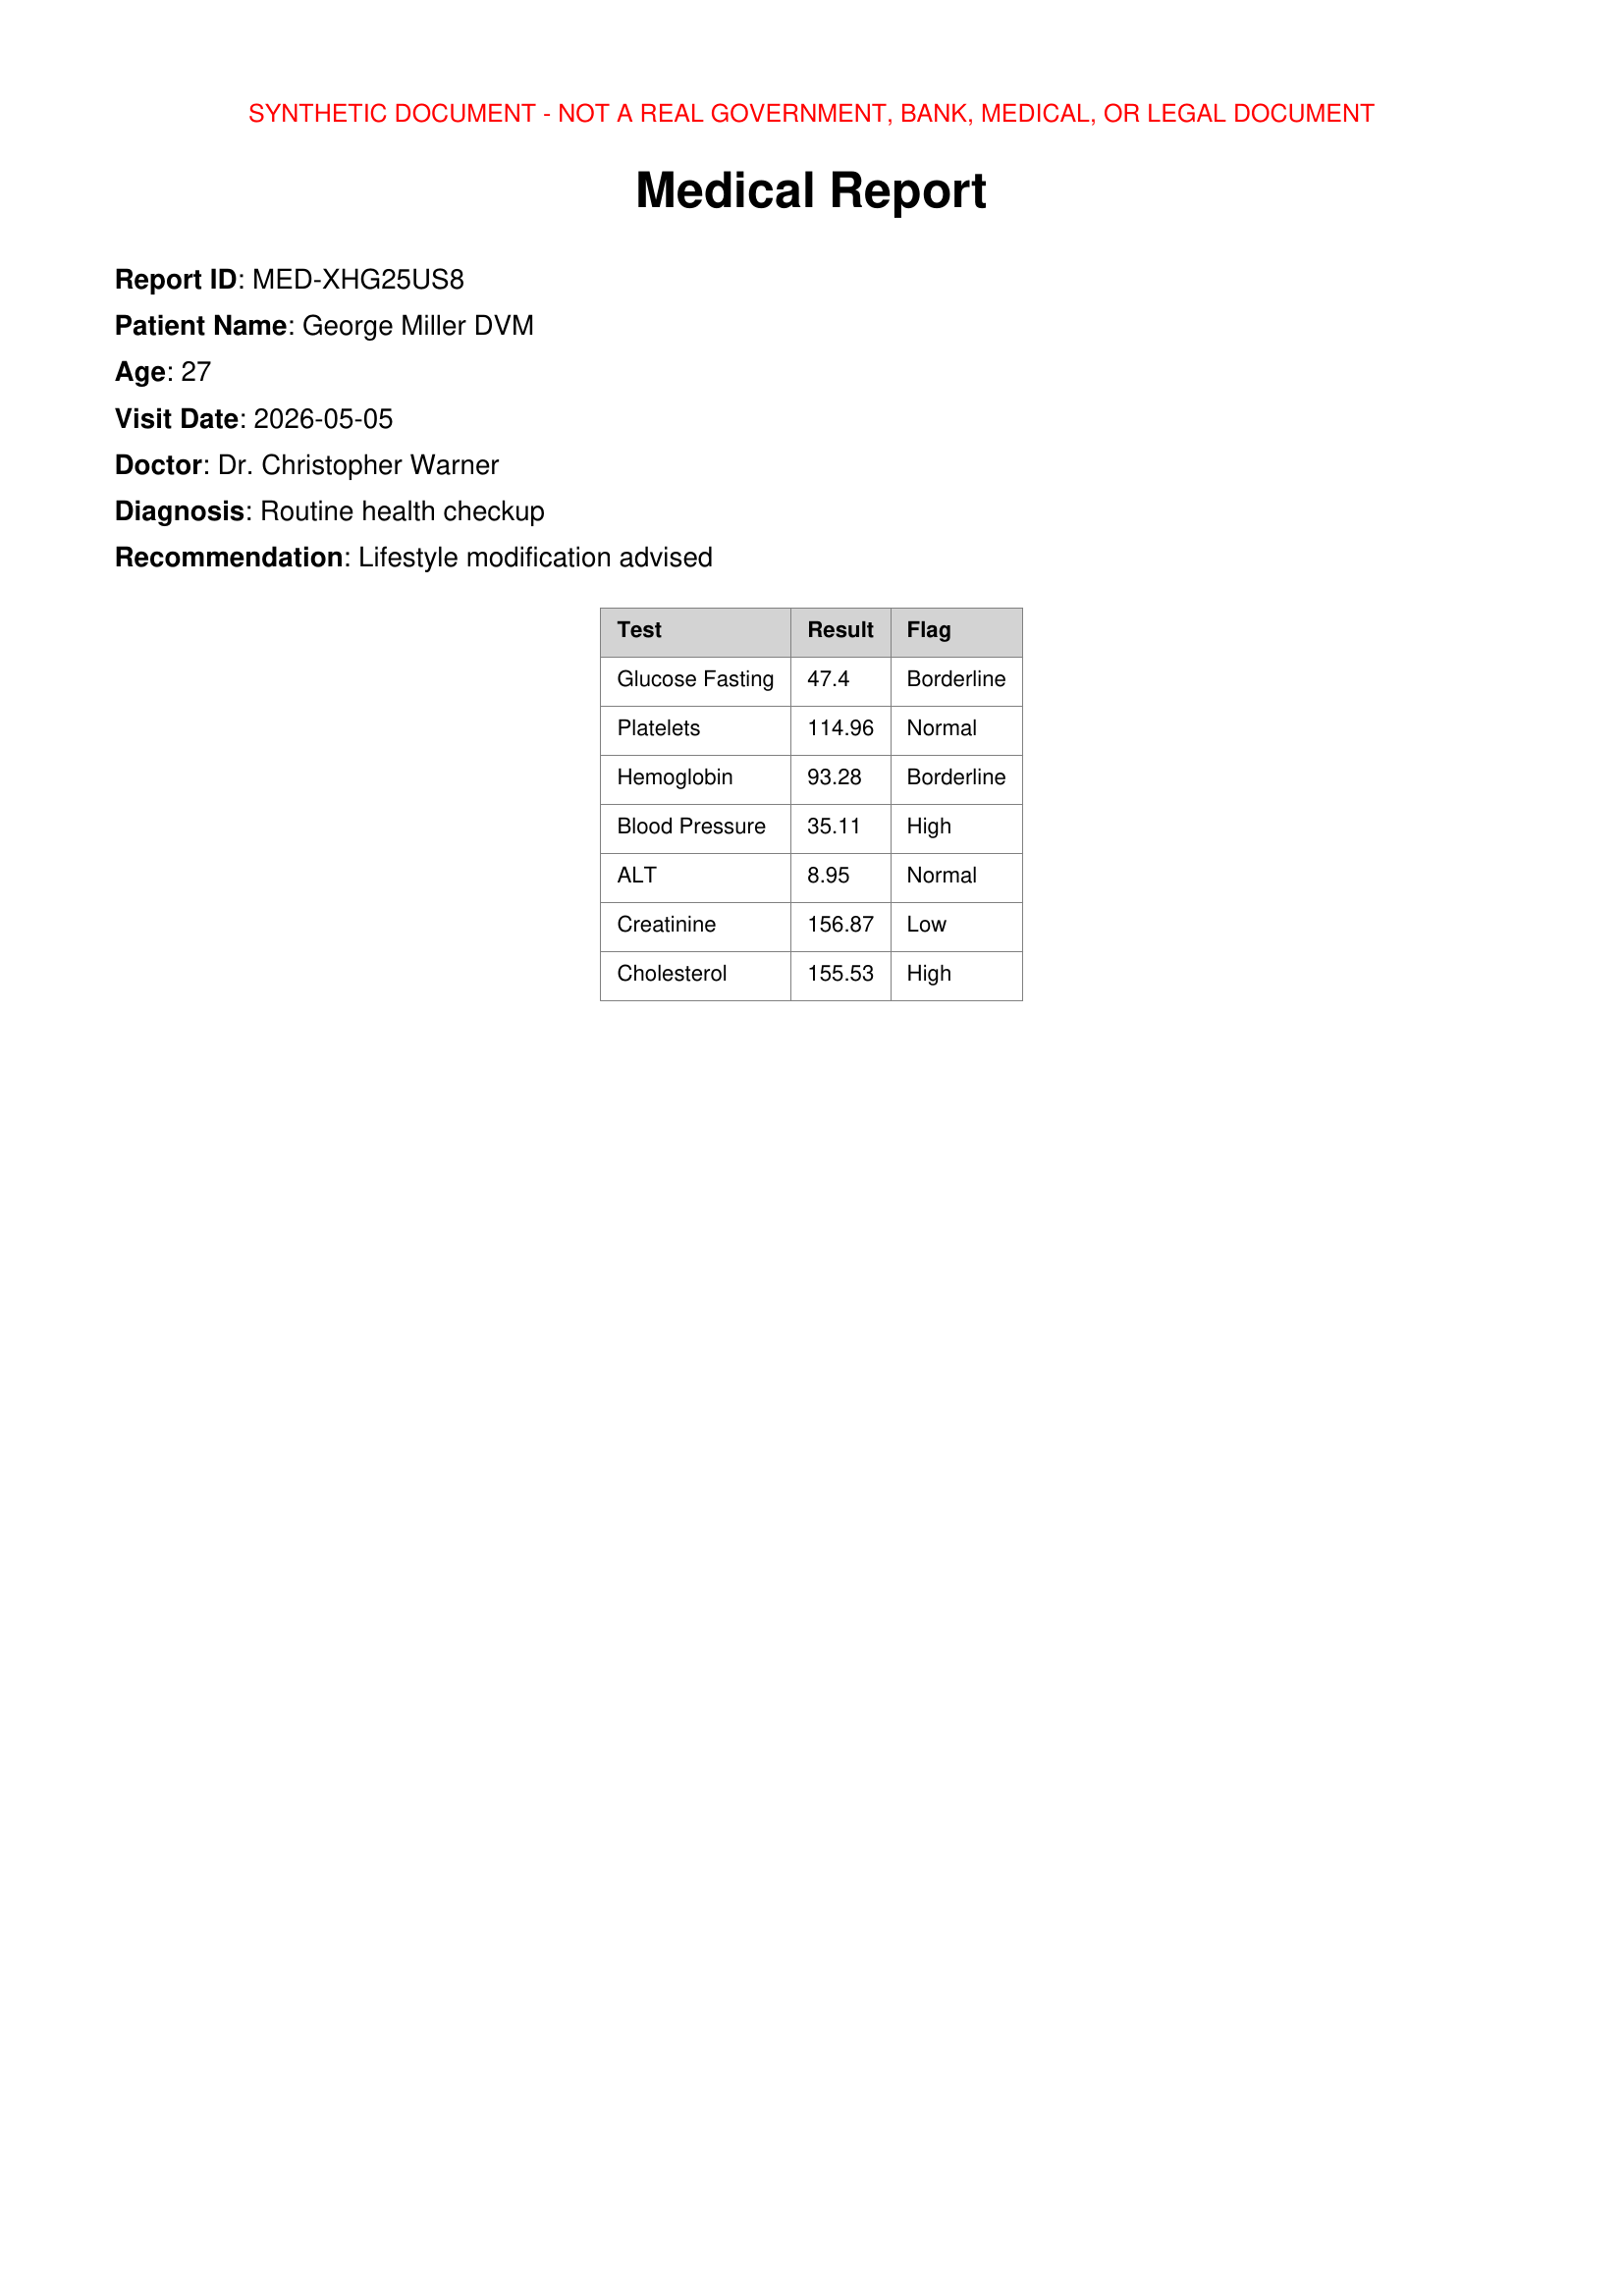 SYNTHETIC DOCUMENT - NOT A REAL GOVERNMENT, BANK, MEDICAL, OR LEGAL DOCUMENT
Medical Report
Report ID: MED-XHG25US8
Patient Name: George Miller DVM
Age: 27
Visit Date: 2026-05-05
Doctor: Dr. Christopher Warner
Diagnosis: Routine health checkup
Recommendation: Lifestyle modification advised
Test Result Flag
Glucose Fasting 47.4 Borderline
Platelets 114.96 Normal
Hemoglobin 93.28 Borderline
Blood Pressure 35.11 High
ALT 8.95 Normal
Creatinine 156.87 Low
Cholesterol 155.53 High